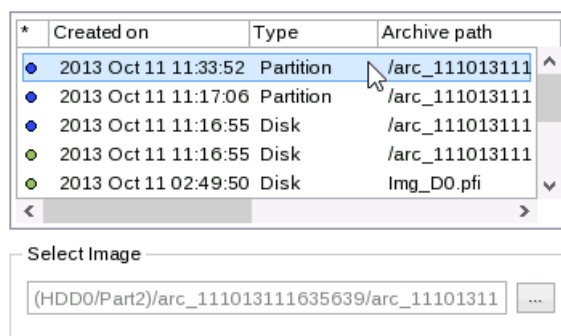 * Created on Type Archive path
2013 Oct 11 11:33:52 Partition /arc_111013111
2013 Oct 11 11:17:06 Partition /arc_111013111
2013 Oct 11 11:16:55 Disk /arc_111013111
2013 Oct 11 11:16:55 Disk /arc_111013111
2013 Oct 11 02:49:50 Disk Img_D0.pfi
Select Image
(HDD0/Part2)/arc_111013111635639/arc_11101311 ...